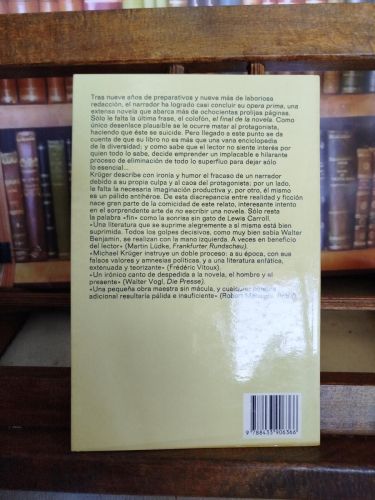 Tras nueve años de preparativos y nueve más de laboriosa
redacción, el narrador ha logrado casi concluir su opera prima, una
extensa novela que abarca más de ochocientas prolijas páginas.
Sólo le falta la última frase, el colofón, el final de la novela. Como
único desenlace plausible se le ocurre matar al protagonista,
haciendo que éste se suicide. Pero llegado a este punto se da
cuenta de que su libro no es más que una vana enciclopedia
de la diversidad; y como sabe que el lector no siente interés por
quien todo lo sabe, decide emprender un implacable e hilarante
proceso de eliminación de todo lo superfluo para dejar sólo
lo esencial...
Krüger describe con ironía y humor el fracaso de un narrador
debido a su propia culpa y al caos del protagonista; por un lado,
le falta la necesaria imaginación productiva y, por otro, él mismo
es un pálido antihéroe. De esta discrepancia entre realidad y ficción
nace gran parte de la comicidad de este relato, interesante intento
en el sorprendente arte de no escribir una novela. Sólo resta
la palabra «fin» como la sonrisa sin gato de Lewis Carroll.
«Una literatura que se suprime alegremente a sí misma está bien
suprimida. Todos los golpes decisivos, como muy bien sabía Walter
Benjamin, se realizan con la mano izquierda. A veces en beneficio
del lector» (Martin Lüdke, Frankfurter Rundschau).
«Michael Krüger instruye un doble proceso: a su época, con sus
falsos valores y amnesias políticas, y a una literatura enfática,
extenuada y teorizante» (Frédéric Vitoux).
«Un irónico canto de despedida a la novela, el hombre y el
presente» (Walter Vogl, Die Presse).
«Una pequeña obra maestra sin mácula, y cualquier
adicional resultaría pálida e insuficiente» (Robert
9 788433 906366